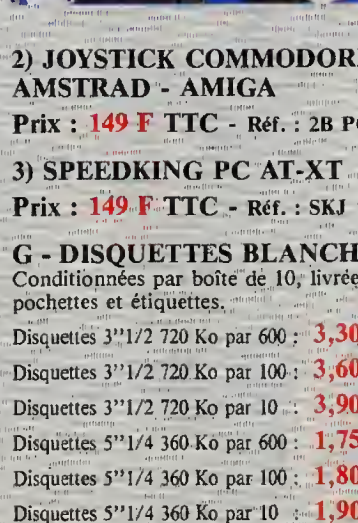 2) JOYSTICK COMMODOR
AMSTRAD - AMIGA
Prix : 149 F TTC - Réf. : 2B P
3) SPEEDKING PC AT-XT
Prix : 149 F TTC - Réf. : SKJ
G - DISQUETTES BLANCH
Conditionnées par boîte de 10, livrée
pochettes et étiquettes.
Disquettes 3''1/2 720 Ko par 600 : 3,30
Disquettes 3''1/2 720 Ko par 100 : 3,60
Disquettes 3''1/2 720 Ko par 10 : 3,90
Disquettes 5''1/4 360 Ko par 600 : 1,75
Disquettes 5''1/4 360 Ko par 100 : 1,80
Disquettes 5''1/4 360 Ko par 10 : 1,90